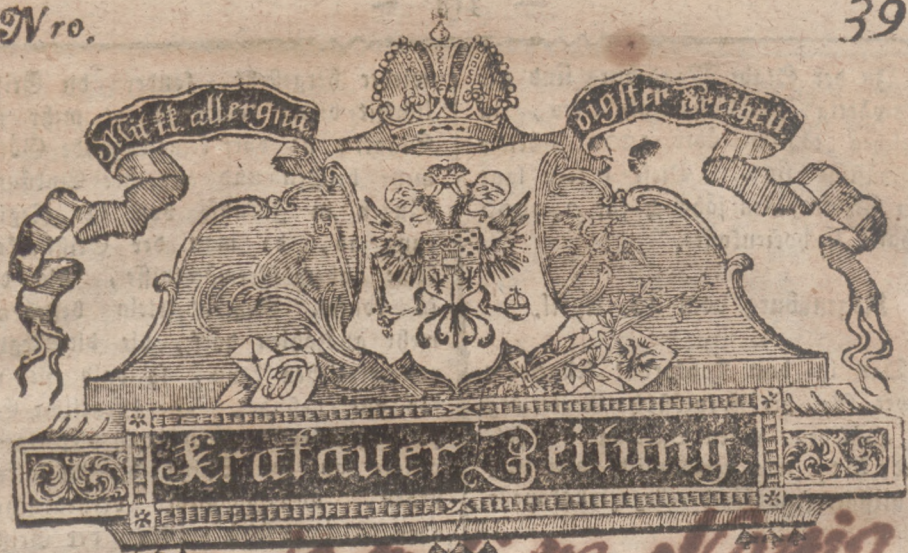 Nro. 39
Mit kk. allergnä
digster Freiheit
Krakauer Zeitung.